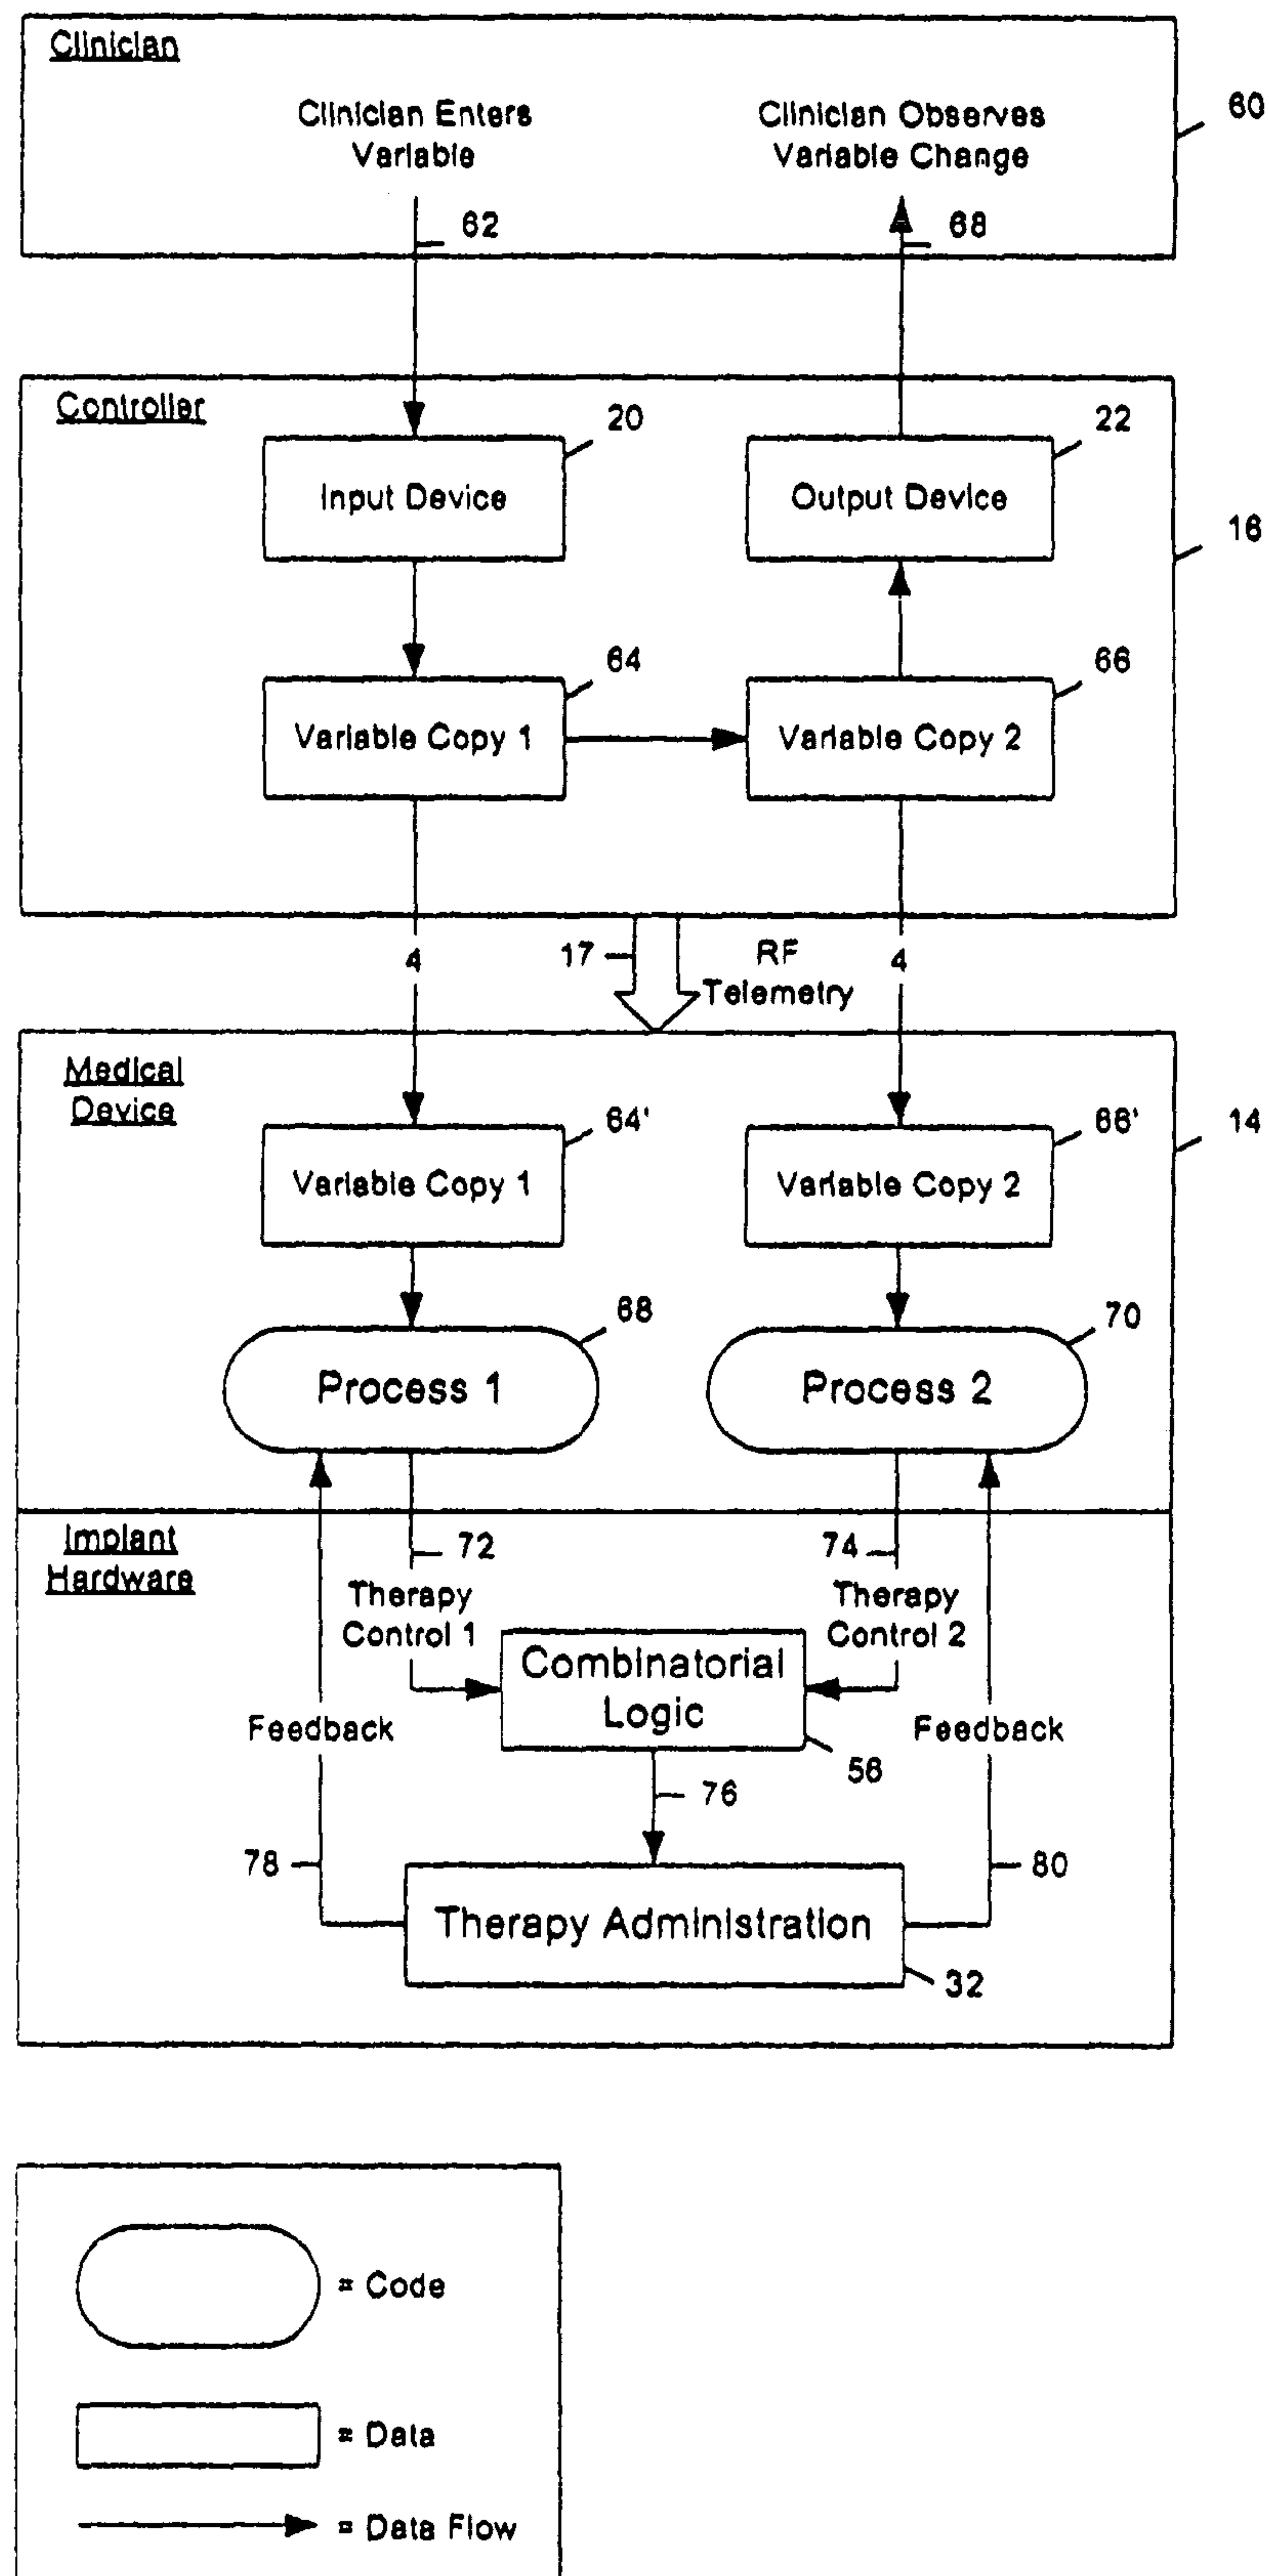 Clinician
Clinician Enters
Variable
Clinician Observes
Variable Change
60
62
68
Controller
20
22
Input Device
Output Device
16
64
66
Variable Copy 1
Variable Copy 2
4
17
RF
Telemetry
4
Medical
Device
64'
66'
14
Variable Copy 1
Variable Copy 2
68
70
Process 1
Process 2
Implant
Hardware
72
74
Therapy
Control 1
Therapy
Control 2
Combinatorial
Logic
Feedback
Feedback
56
76
78
80
Therapy Administration
32
= Code
= Data
= Data Flow